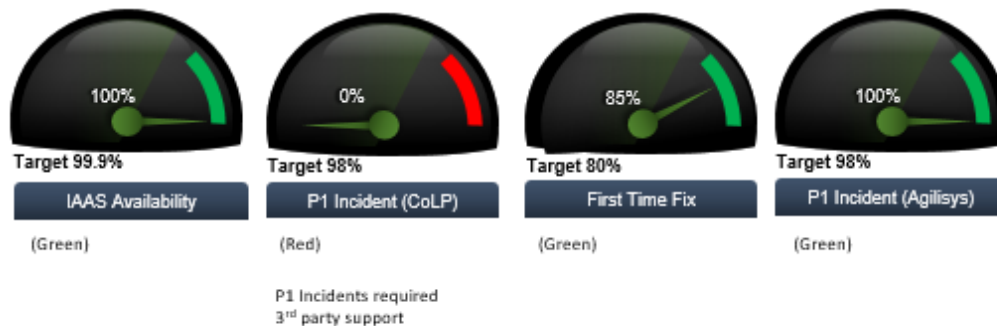 100%
0%
85%
100%
Target 99.9%
Target 98%
Target 80%
Target 98%
IAAS Availability
P1 Incident (CoLP)
First Time Fix
P1 Incident (Agilisys)
(Green)
(Red)
(Green)
(Green)
P1 Incidents required
3rd party support